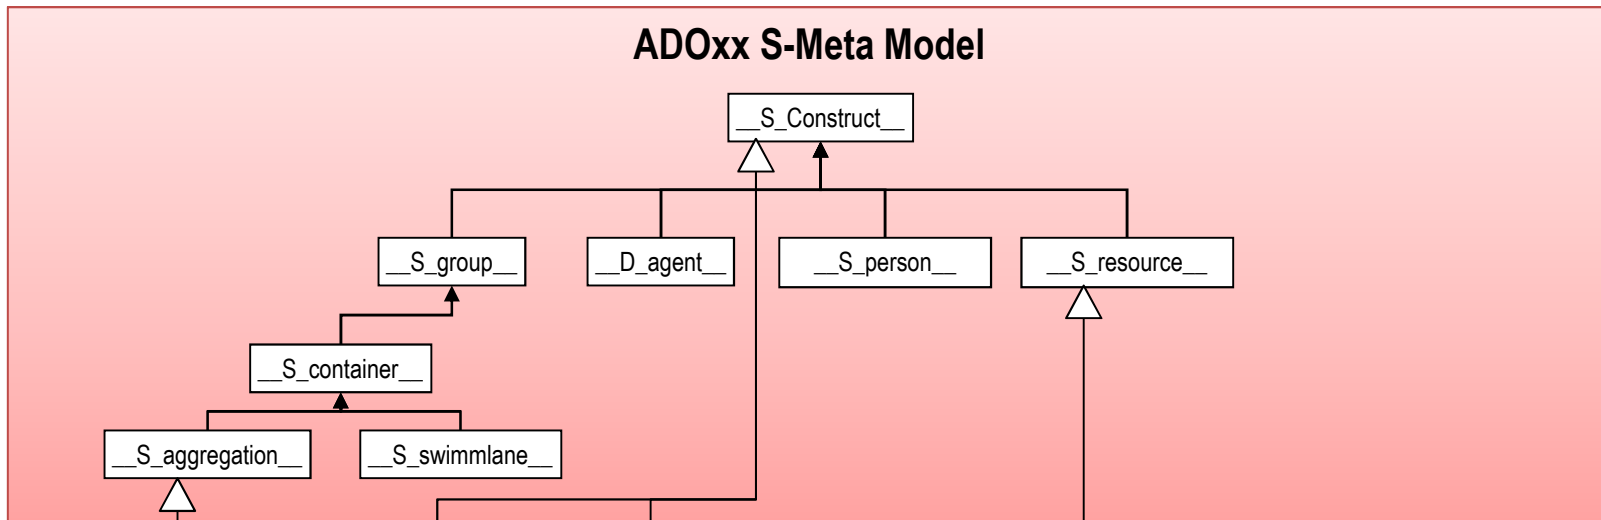 ADOxx S-Meta Model
__S_Construct__
__S_group__
__D_agent__
__S_person__
__S_resource__
__S_container__
__S_aggregation__
__S_swimmlane__